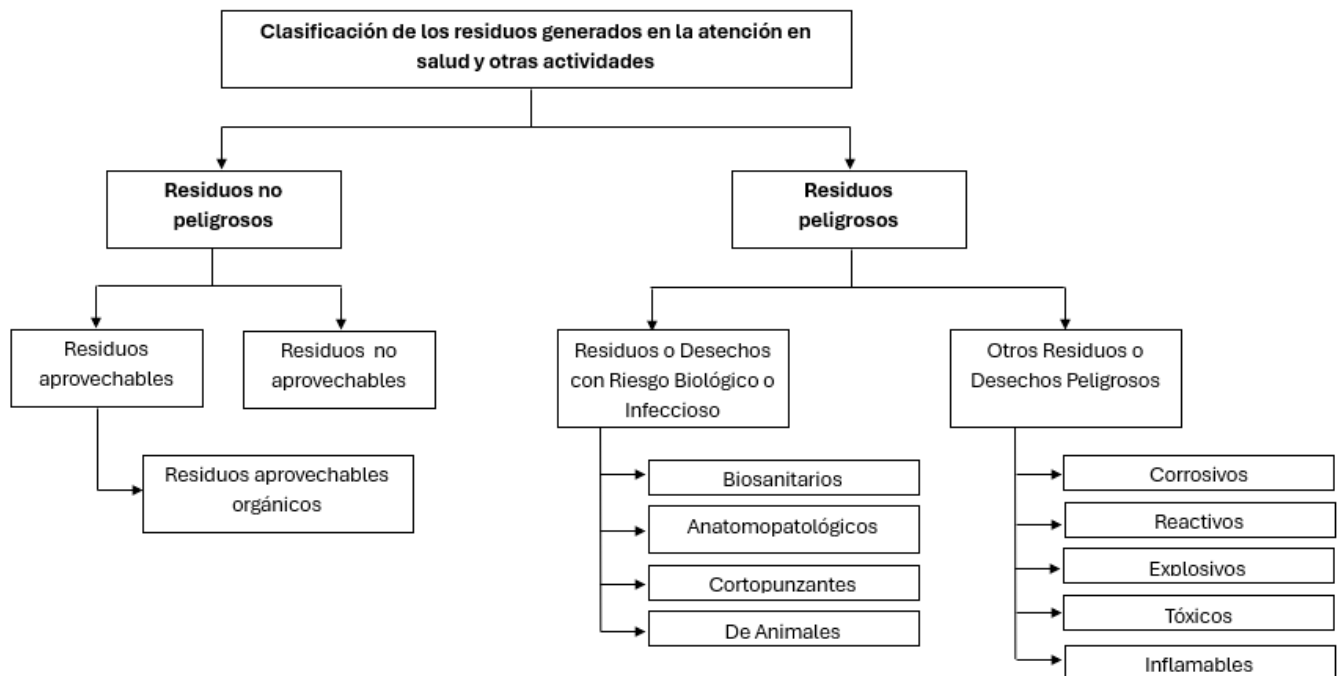 Clasificación de los residuos generados en la atención en
salud y otras actividades
Residuos no
peligrosos
Residuos
peligrosos
Residuos
aprovechables
Residuos no
aprovechables
Residuos aprovechables
orgánicos
Residuos o Desechos
con Riesgo Biológico o
Infeccioso
Otros Residuos o
Desechos Peligrosos
Biosanitarios
Anatomopatológicos
Cortopunzantes
De Animales
Corrosivos
Reactivos
Explosivos
Tóxicos
Inflamables